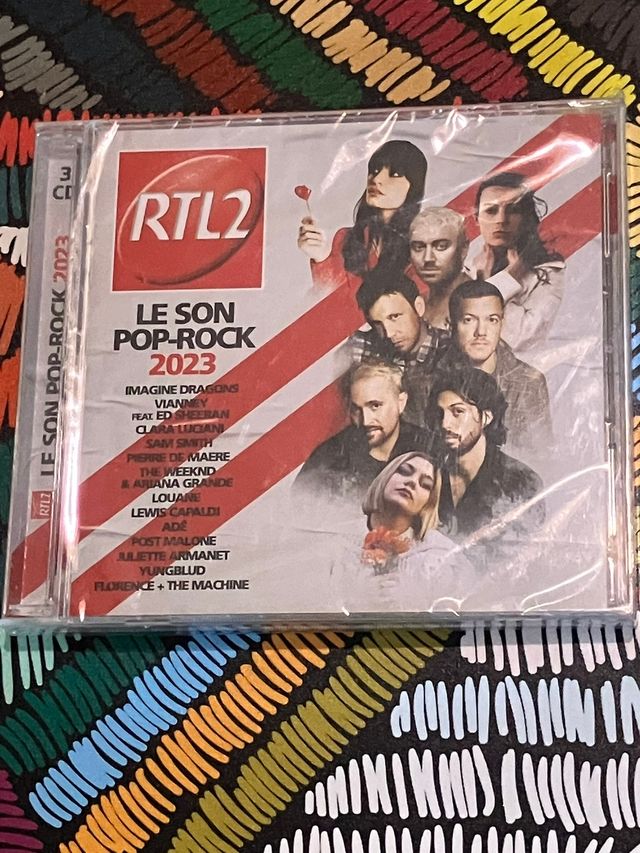 3
CD
LE SON POP-ROCK 2023
RTL2
RTL2
LE SON
POP-ROCK
2023
IMAGINE DRAGONS
VIANNEY
FEAT. ED SHEERAN
CLARA LUCIANI
SAM SMITH
PIERRE DE MAERE
THE WEEKND
& ARIANA GRANDE
LOUANE
LEWIS CAPALDI
ADÉ
POST MALONE
JULIETTE ARMANET
YUNGBLUD
FLORENCE + THE MACHINE